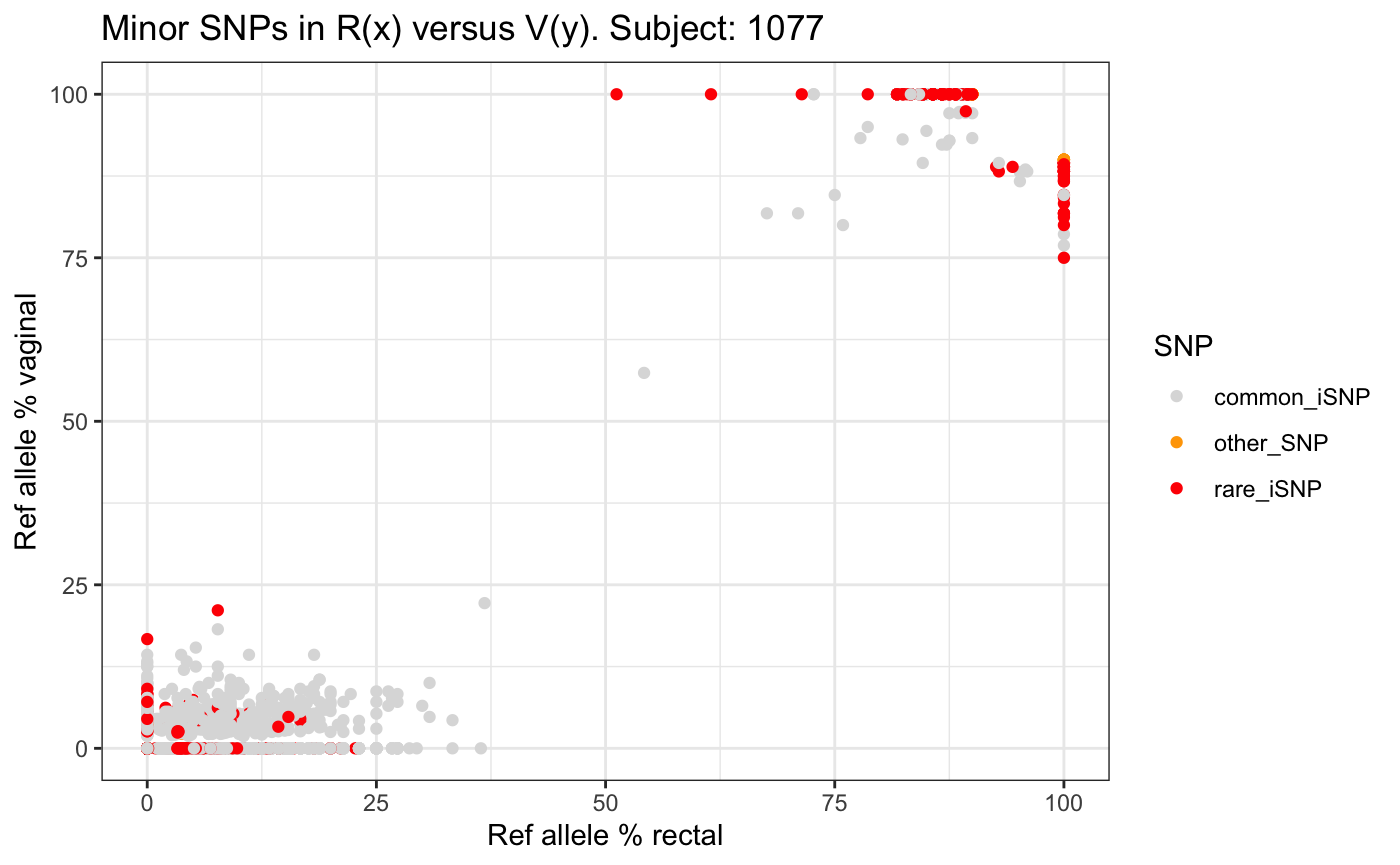 Minor SNPs in R(x) versus V(y). Subject: 1077
100
75
50
25
0
Ref allele % vaginal
0 25 50 75 100
Ref allele % rectal
SNP
common_iSNP
other_SNP
rare_iSNP